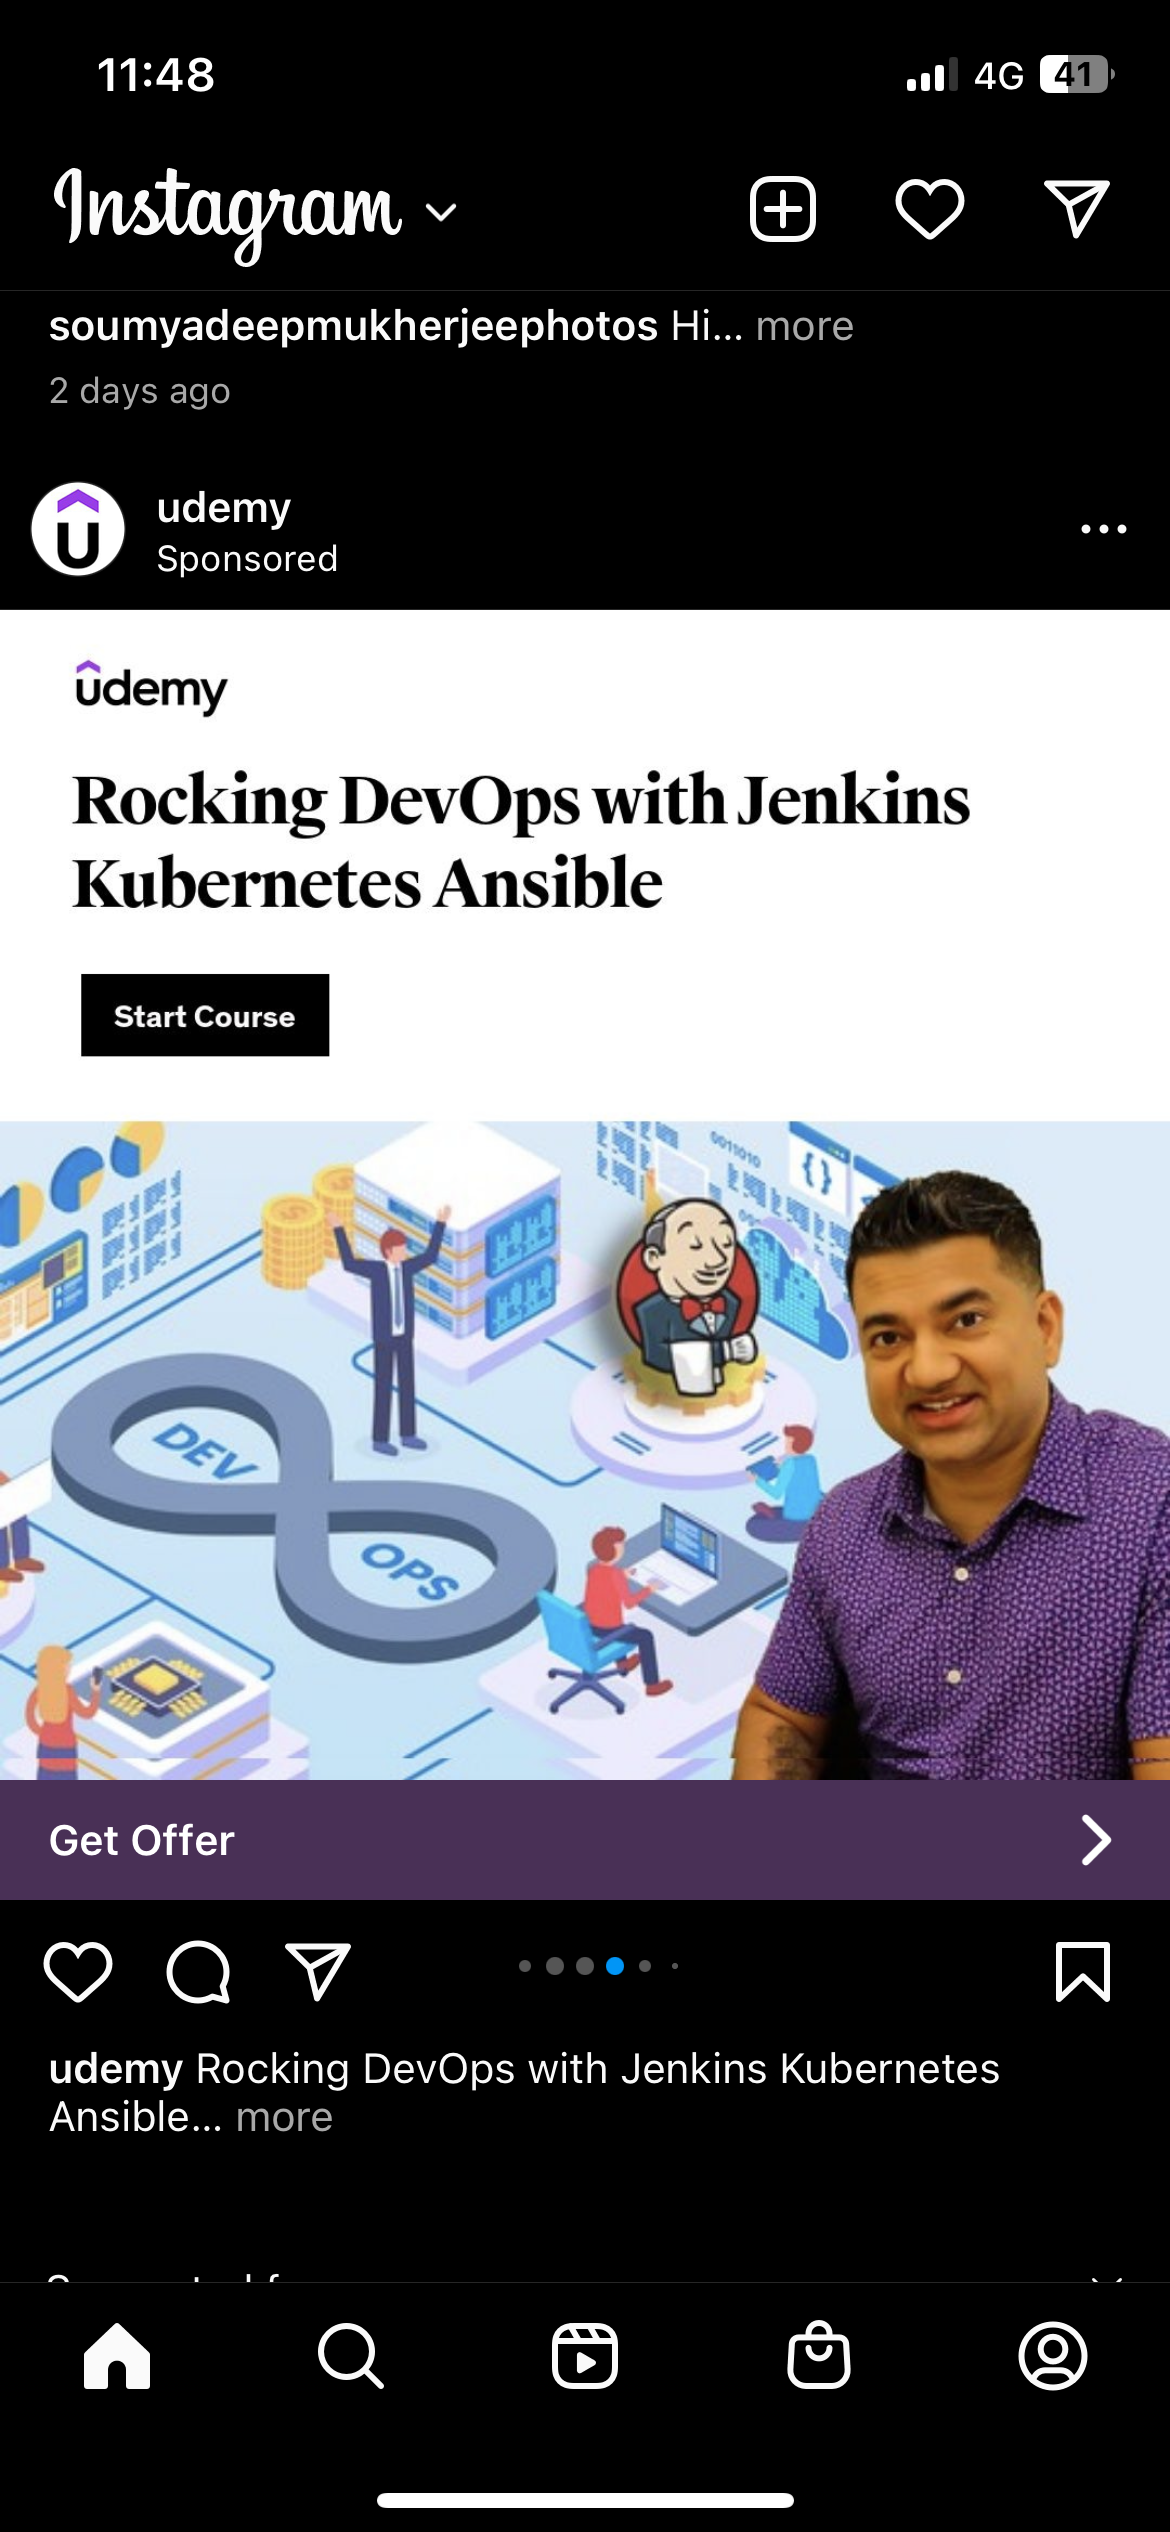 11:48
4G 41
Instagram
soumyadeepmukherjeephotos Hi... more
2 days ago
udemy
Sponsored
udemy
Rocking DevOps with Jenkins
Kubernetes Ansible
Start Course
0011010
{}
DEV
OPS
Get Offer
udemy Rocking DevOps with Jenkins Kubernetes
Ansible... more